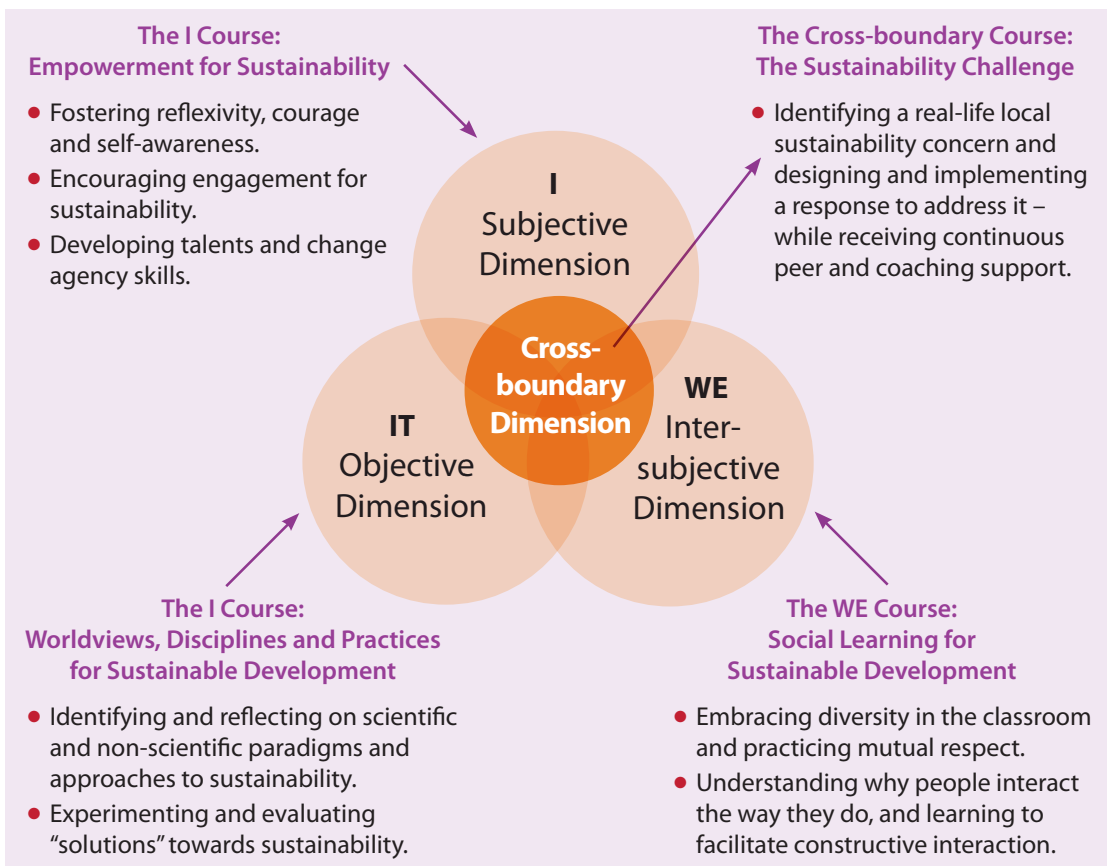 The I Course:
Empowerment for Sustainability
● Fostering reflexivity, courage
and self-awareness.
● Encouraging engagement for
sustainability.
● Developing talents and change
agency skills.
The Cross-boundary Course:
The Sustainability Challenge
● Identifying a real-life local
sustainability concern and
designing and implementing
a response to address it –
while receiving continuous
peer and coaching support.
I
Subjective
Dimension
Cross-
boundary
Dimension
IT
Objective
Dimension
WE
Inter-
subjective
Dimension
The I Course:
Worldviews, Disciplines and Practices
for Sustainable Development
● Identifying and reflecting on scientific
and non-scientific paradigms and
approaches to sustainability.
● Experimenting and evaluating
“solutions” towards sustainability.
The WE Course:
Social Learning for
Sustainable Development
● Embracing diversity in the classroom
and practicing mutual respect.
● Understanding why people interact
the way they do, and learning to
facilitate constructive interaction.